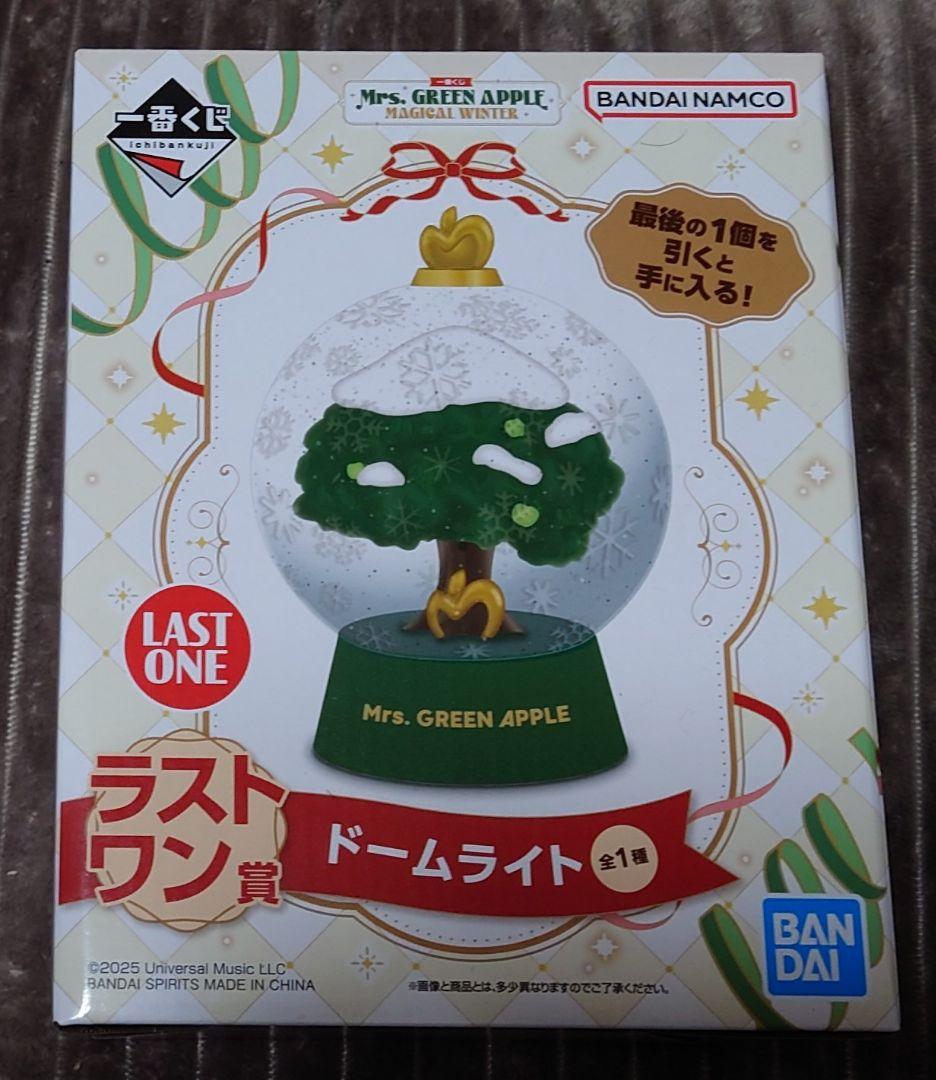 一番くじ
ichibankuji
一番くじ
Mrs. GREEN APPLE
MAGICAL WINTER
BANDAI NAMCO
最後の1個を
引くと
手に入る!
Mrs. GREEN APPLE
LAST
ONE
ラスト
ワン賞
ドームライト
全1種
BAN
DAI
©2025 Universal Music LLC
BANDAI SPIRITS MADE IN CHINA
※画像と商品とは、多少異なりますのでご了承ください。